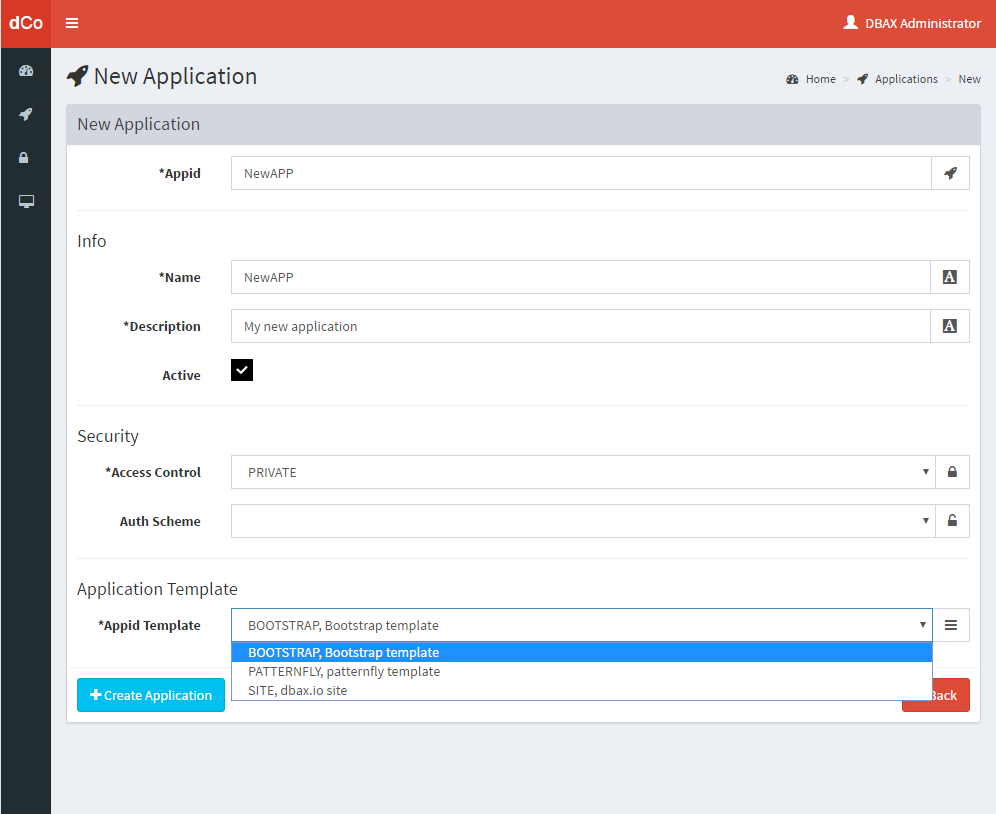 dCo
DBAX Administrator
New Application
Home > Applications > New
New Application
*Appid NewAPP
Info
*Name NewAPP
*Description My new application
Active
Security
*Access Control PRIVATE
Auth Scheme
Application Template
*Appid Template BOOTSTRAP, Bootstrap template
BOOTSTRAP, Bootstrap template
PATTERNFLY, patternfly template
SITE, dbax.io site
Create Application
Back